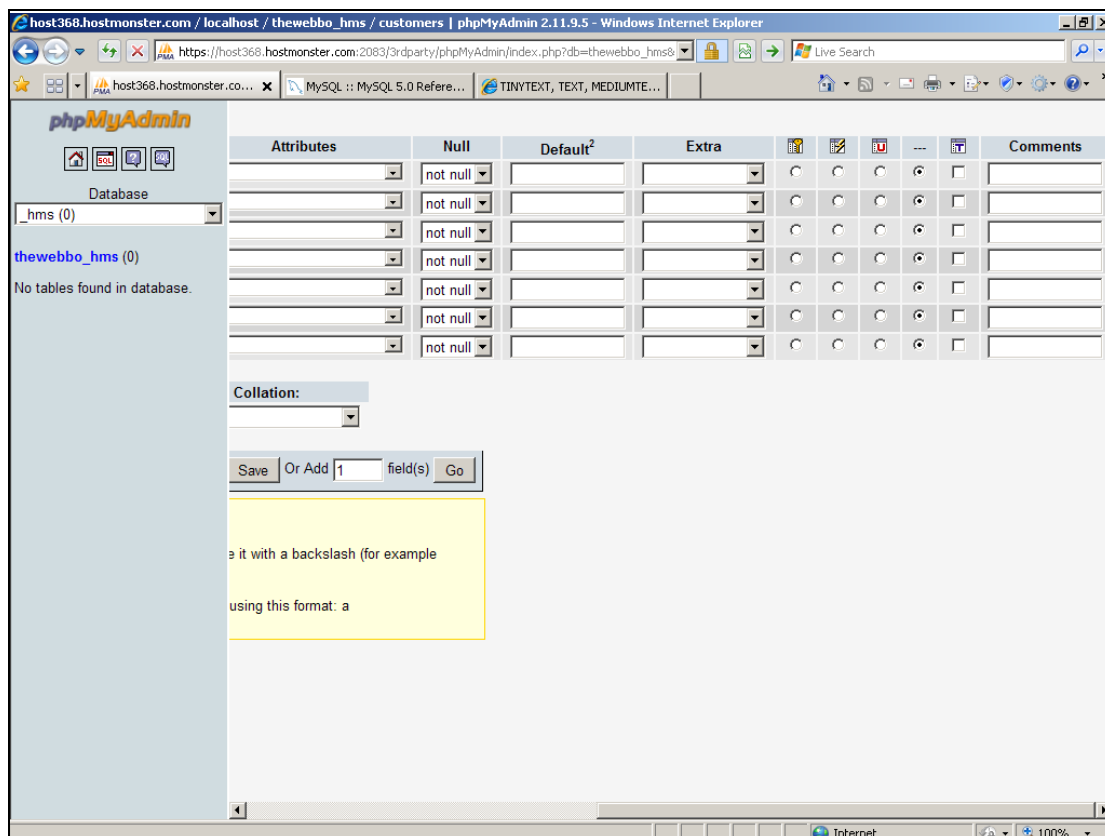 host368.hostmonster.com / localhost / thewebbo_hms / customers | phpMyAdmin 2.11.9.5 - Windows Internet Explorer
https://host368.hostmonster.com:2083/3rdparty/phpMyAdmin/index.php?db=thewebbo_hms&
Live Search
host368.hostmonster.co... MySQL :: MySQL 5.0 Refere... TINYTEXT, TEXT, MEDIUMTE...
phpMyAdmin
SQL
Database
_hms (0)
thewebbo_hms (0)
No tables found in database.
Attributes Null Default2 Extra U --- T Comments
not null
not null
not null
not null
not null
not null
not null
Collation:
Save Or Add 1 field(s) Go
e it with a backslash (for example
using this format: a
Internet 100%